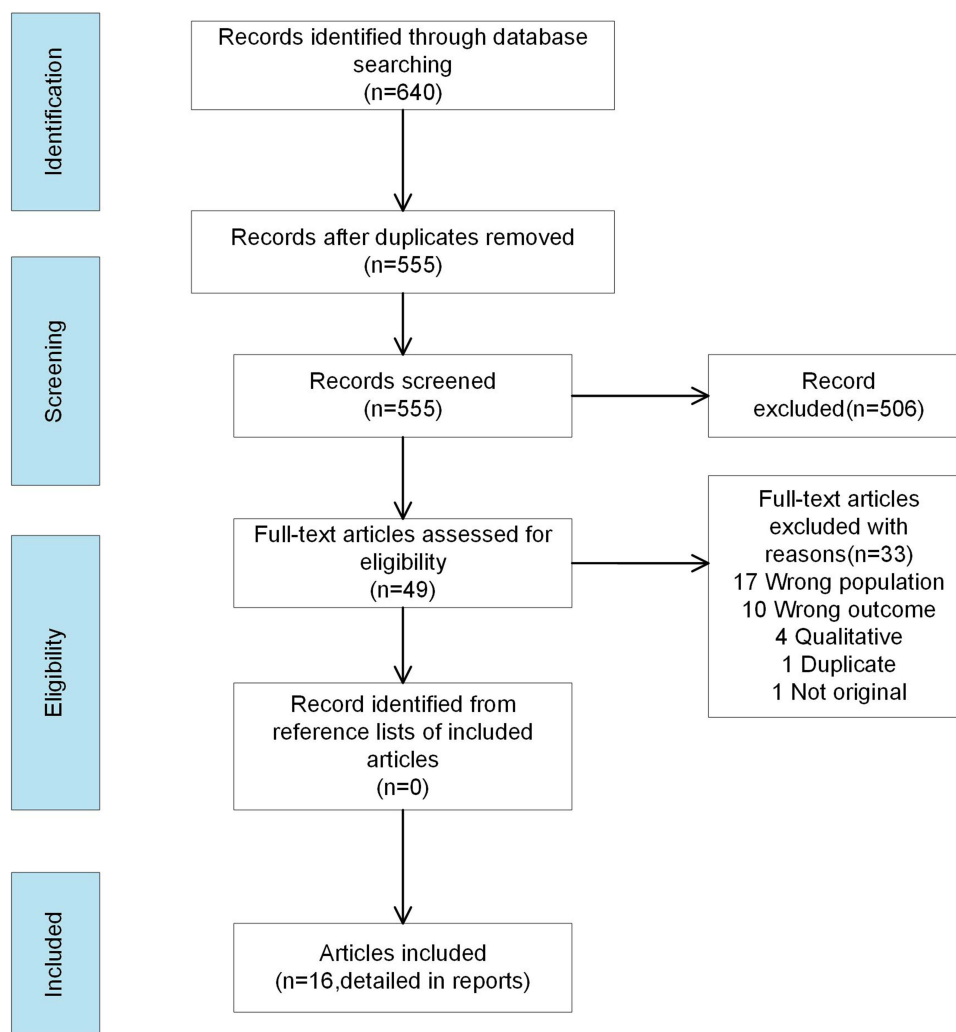 Identification
Records identified through database
searching
(n=640)
Records after duplicates removed
(n=555)
Screening
Records screened
(n=555)
Record
excluded(n=506)
Eligibility
Full-text articles assessed for
eligibility
(n=49)
Full-text articles
excluded with
reasons(n=33)
17 Wrong population
10 Wrong outcome
4 Qualitative
1 Duplicate
1 Not original
Record identified from
reference lists of included
articles
(n=0)
Included
Articles included
(n=16,detailed in reports)